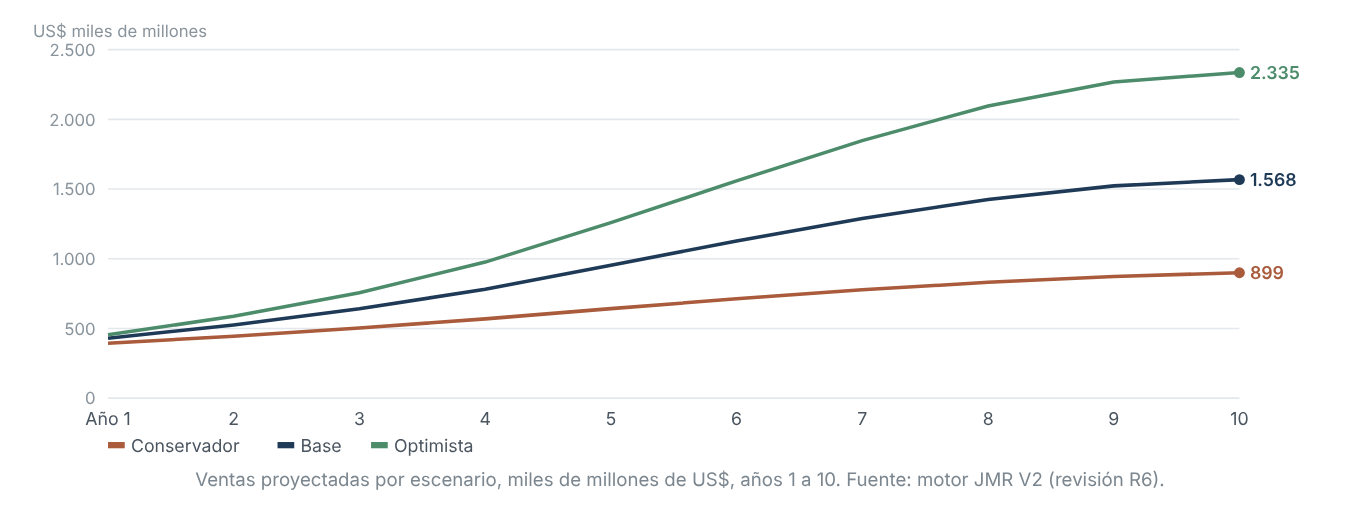 US$ miles de millones
2.500
2.335
2.000
1.568
1.500
1.000
899
500
0
Año 1 2 3 4 5 6 7 8 9 10
Conservador Base Optimista
Ventas proyectadas por escenario, miles de millones de US$, años 1 a 10. Fuente: motor JMR V2 (revisión R6).